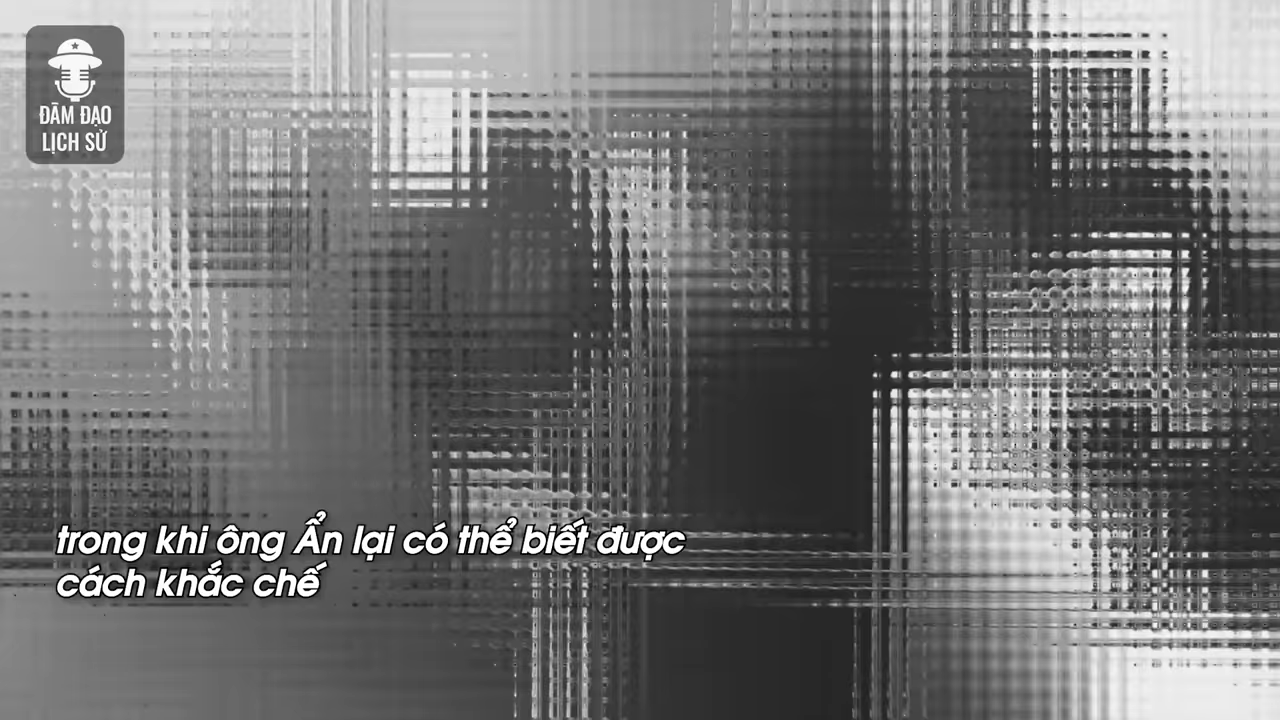 ĐÀM ĐẠO
LỊCH SỬ
trong khi ông Ẩn lại có thể biết được
cách khắc chế